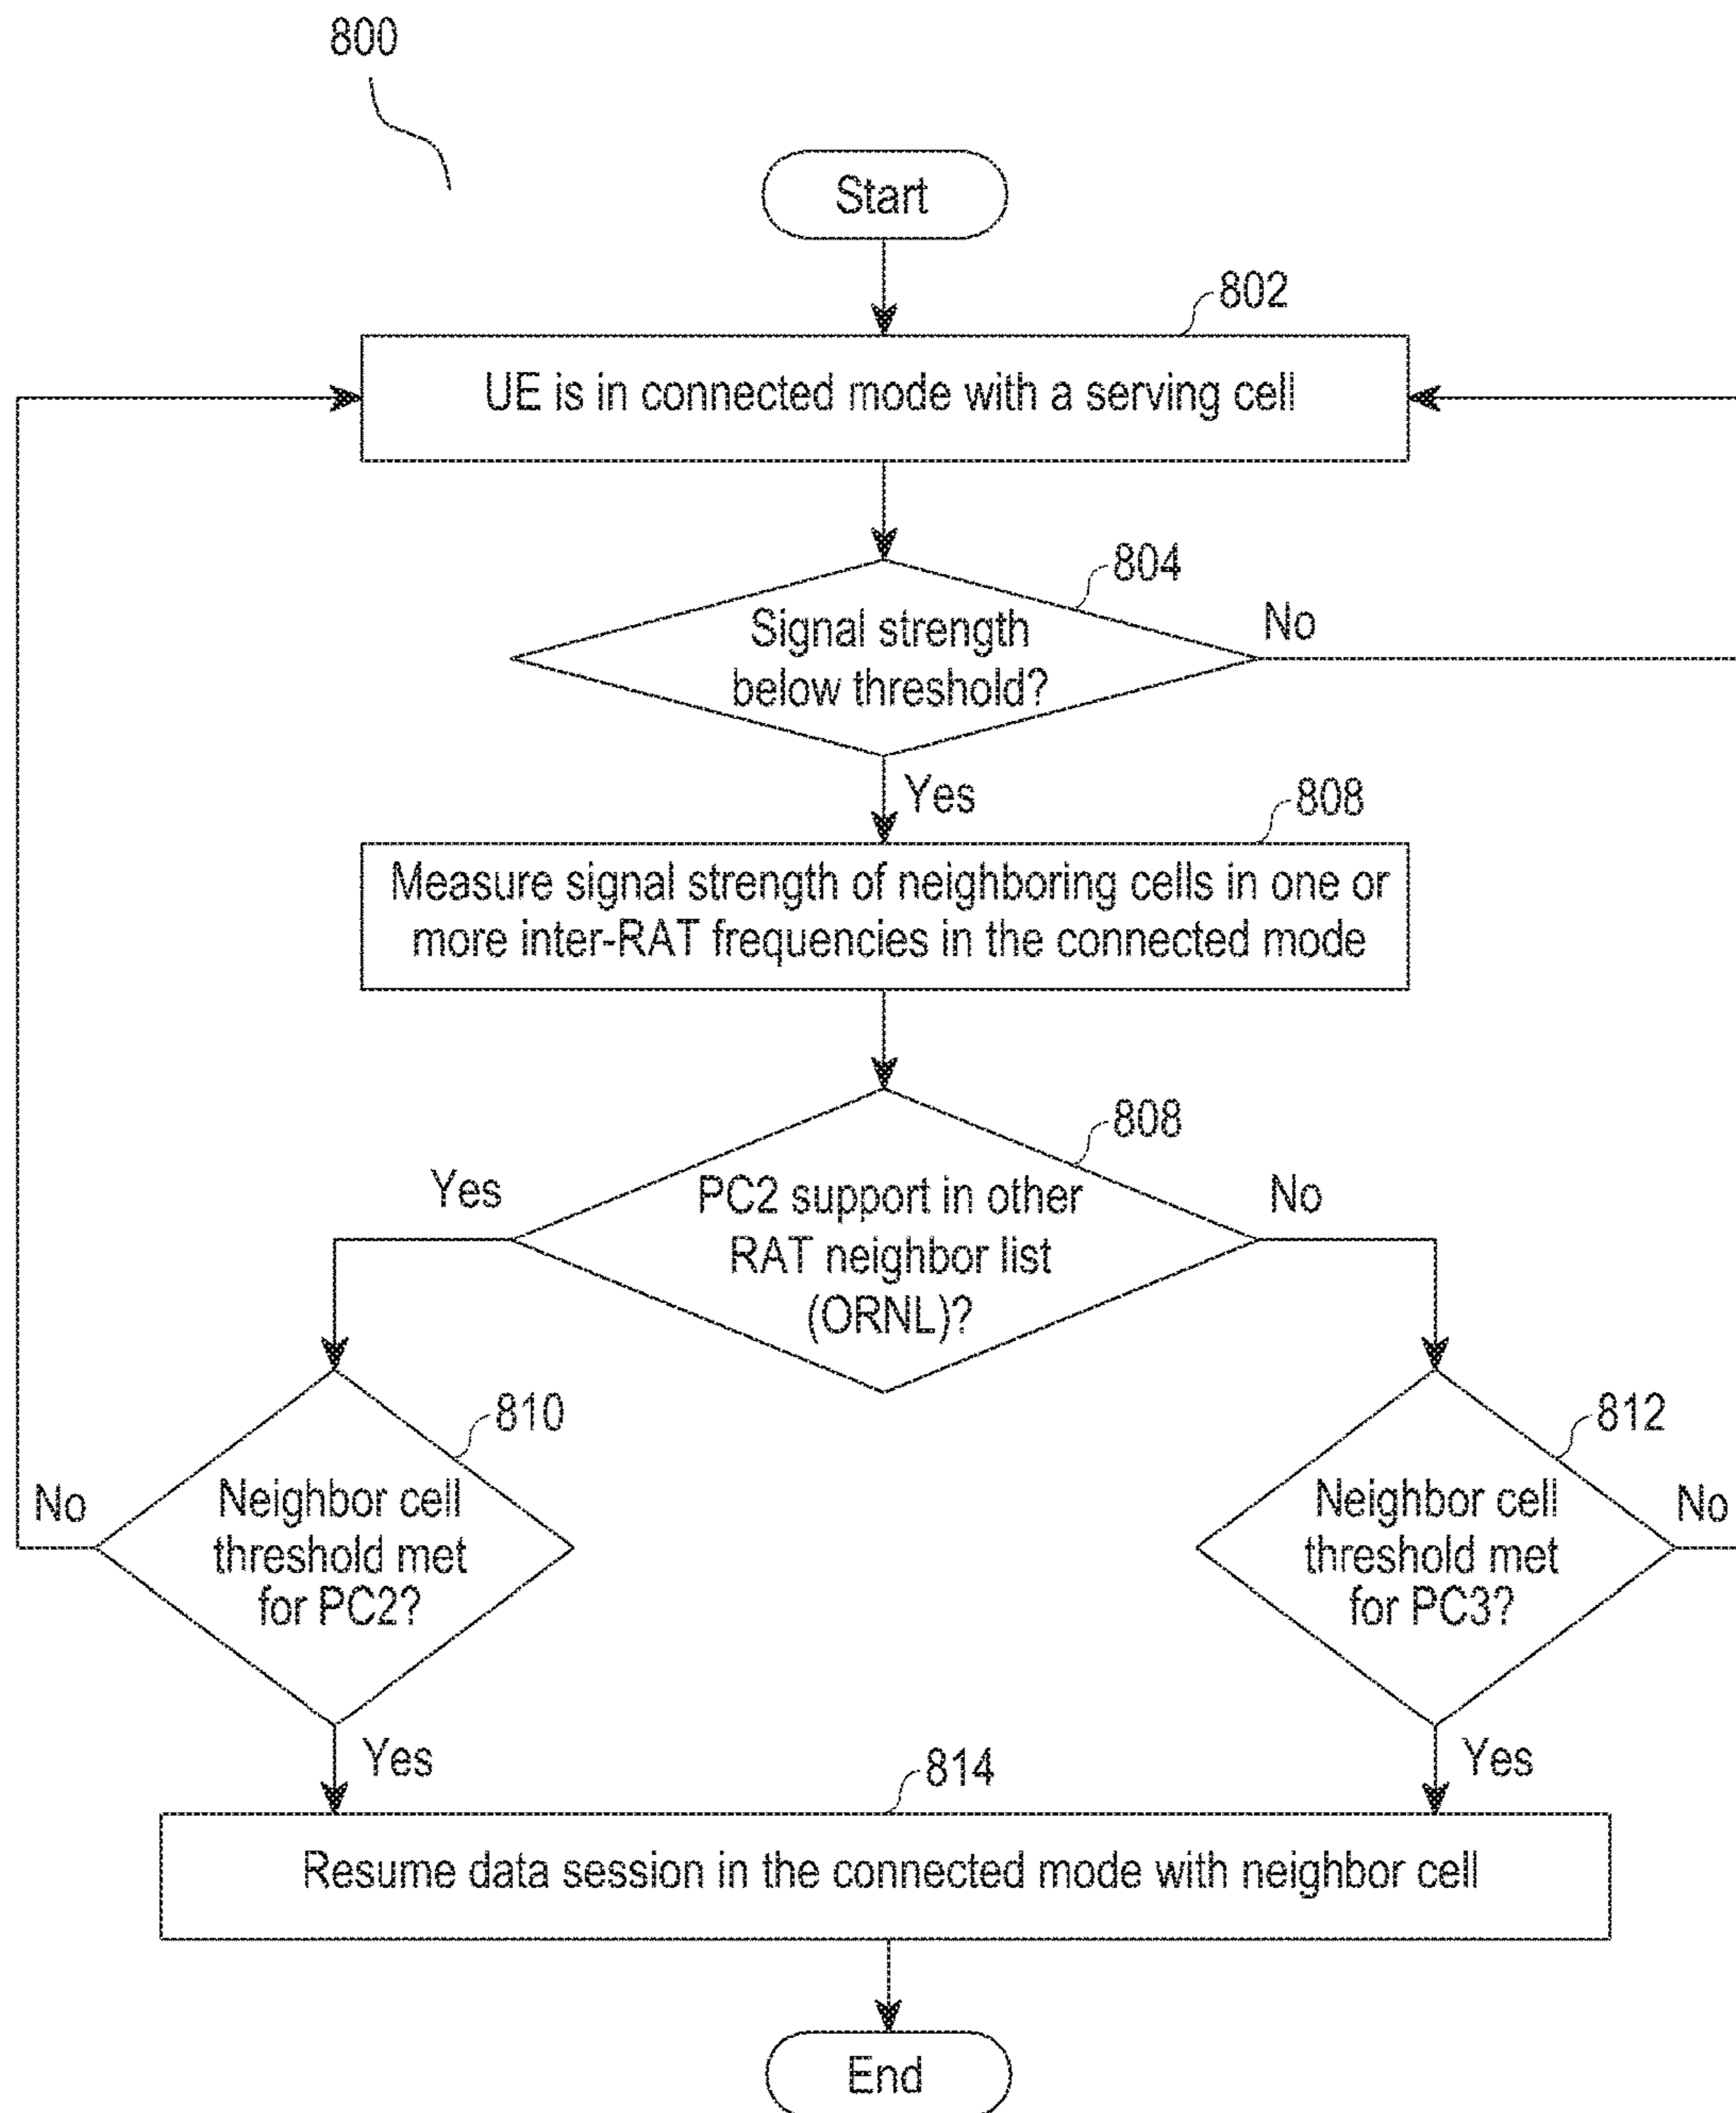 800
Start
802
UE is in connected mode with a serving cell
804
Signal strength
below threshold?
No
Yes
808
Measure signal strength of neighboring cells in one or
more inter-RAT frequencies in the connected mode
808
Yes
PC2 support in other
RAT neighbor list
(ORNL)?
No
810
Neighbor cell
threshold met
for PC2?
No
Yes
812
Neighbor cell
threshold met
for PC3?
No
Yes
814
Resume data session in the connected mode with neighbor cell
End